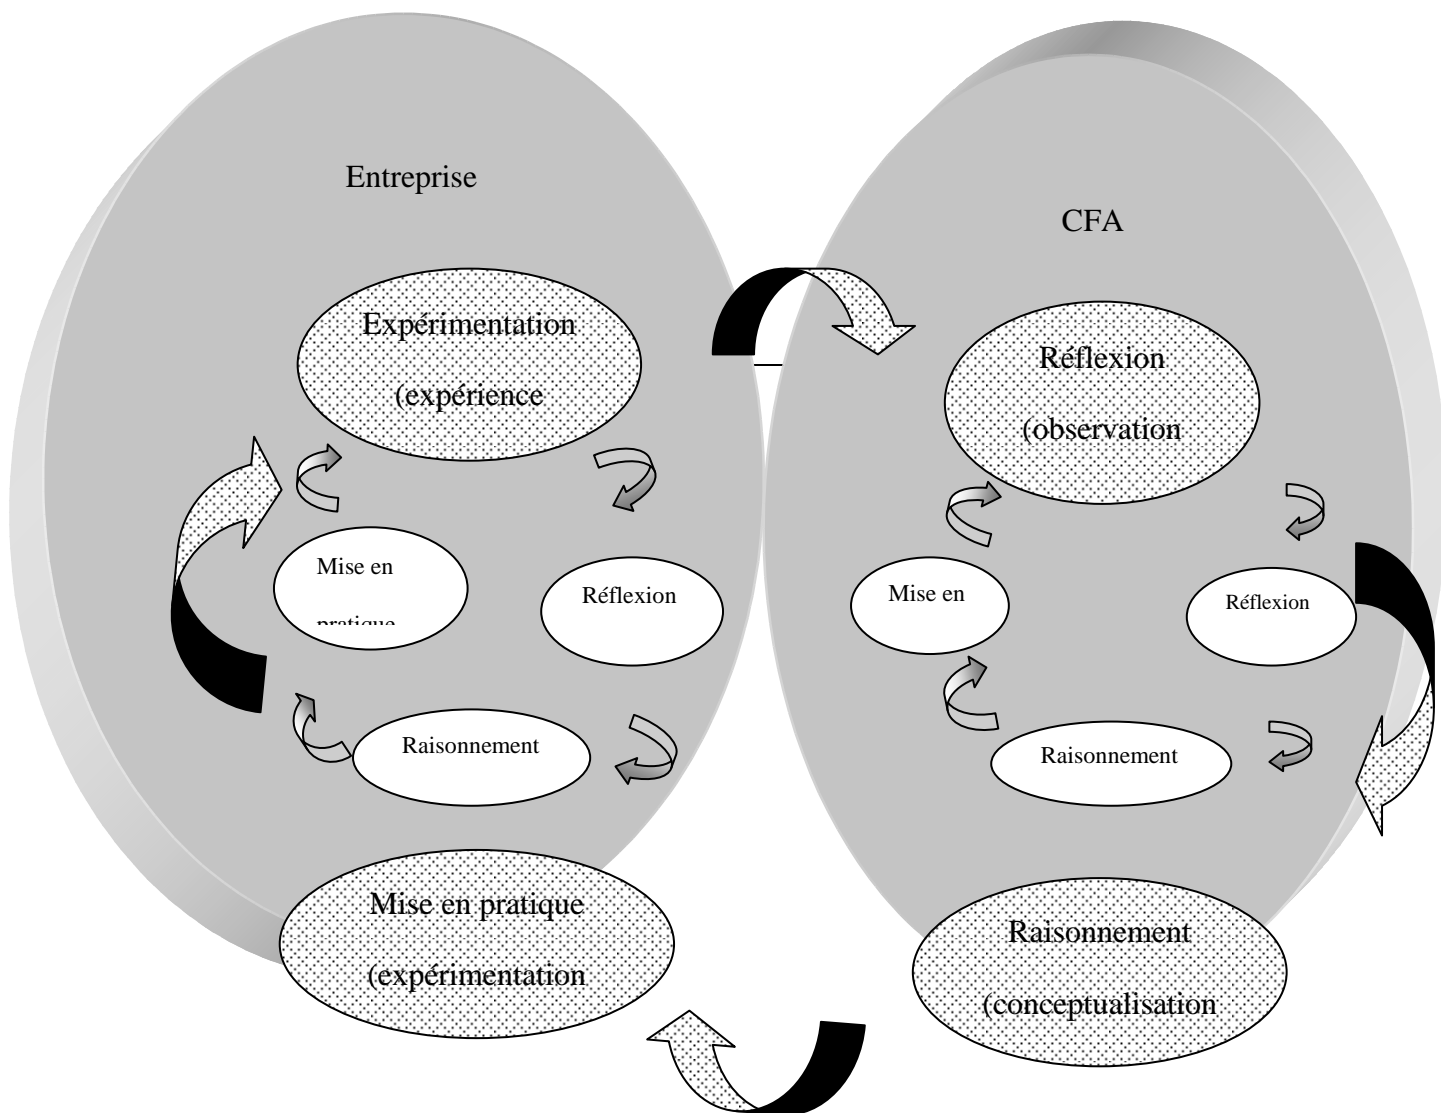 Entreprise
Expérimentation
(expérience
Mise en
pratique
Réflexion
Raisonnement
Mise en pratique
(expérimentation
CFA
Réflexion
(observation
Mise en
Réflexion
Raisonnement
Raisonnement
(conceptualisation